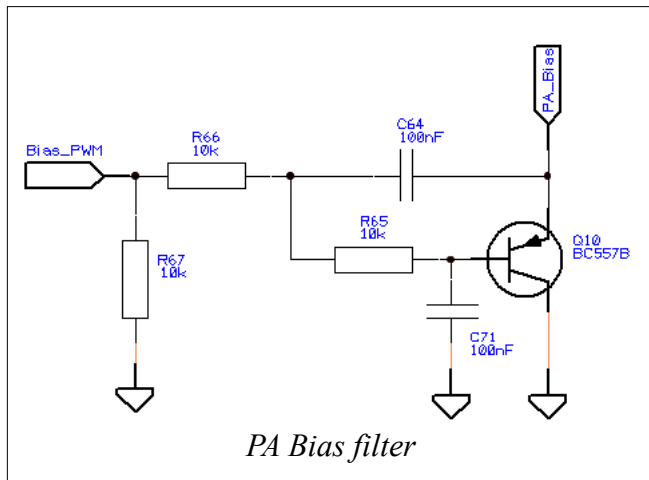 PA_Bias
C64
100nF
Bias_PWM
R66
10k
R65
10k
Q10
BC557B
R67
10k
C71
100nF
PA Bias filter